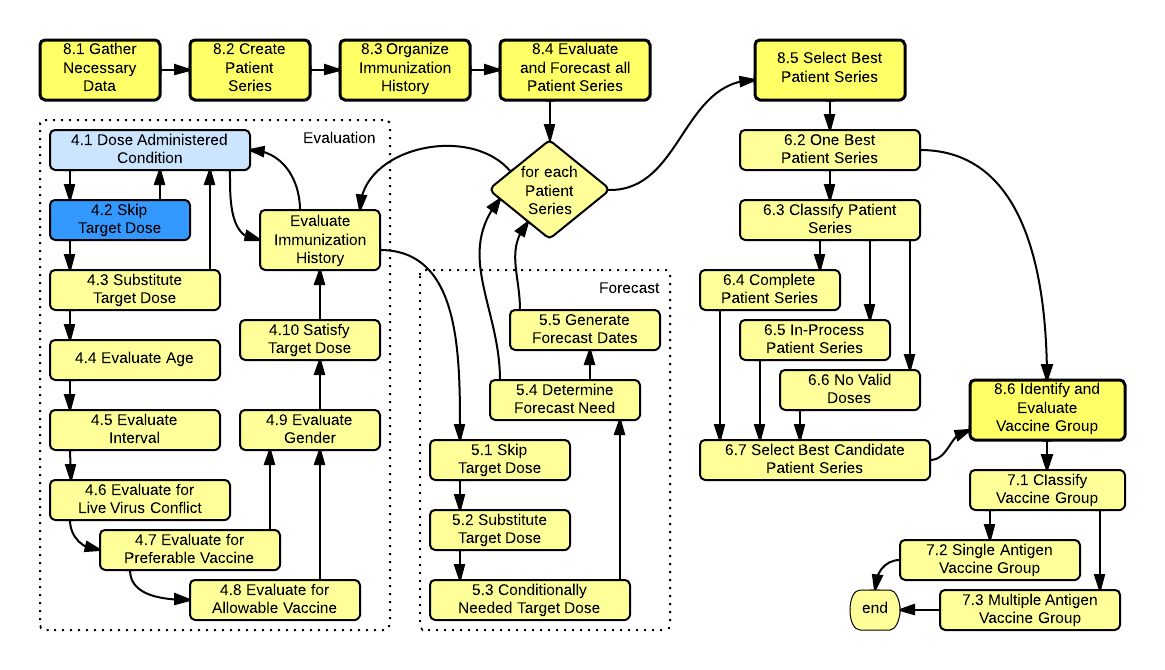 8.1 Gather
Necessary
Data
8.2 Create
Patient
Series
8.3 Organize
Immunization
History
8.4 Evaluate
and Forecast all
Patient Series
8.5 Select Best
Patient Series
4.1 Dose Administered
Condition
Evaluation
4.2 Skip
Target Dose
4.3 Substitute
Target Dose
4.4 Evaluate Age
4.5 Evaluate
Interval
4.6 Evaluate for
Live Virus Conflict
4.7 Evaluate for
Preferable Vaccine
4.8 Evaluate for
Allowable Vaccine
4.9 Evaluate
Gender
4.10 Satisfy
Target Dose
Evaluate
Immunization
History
for each
Patient
Series
Forecast
5.5 Generate
Forecast Dates
5.4 Determine
Forecast Need
5.1 Skip
Target Dose
5.2 Substitute
Target Dose
5.3 Conditionally
Needed Target Dose
6.2 One Best
Patient Series
6.3 Classify Patient
Series
6.4 Complete
Patient Series
6.5 In-Process
Patient Series
6.6 No Valid
Doses
6.7 Select Best Candidate
Patient Series
8.6 Identify and
Evaluate
Vaccine Group
7.1 Classify
Vaccine Group
7.2 Single Antigen
Vaccine Group
7.3 Multiple Antigen
Vaccine Group
end